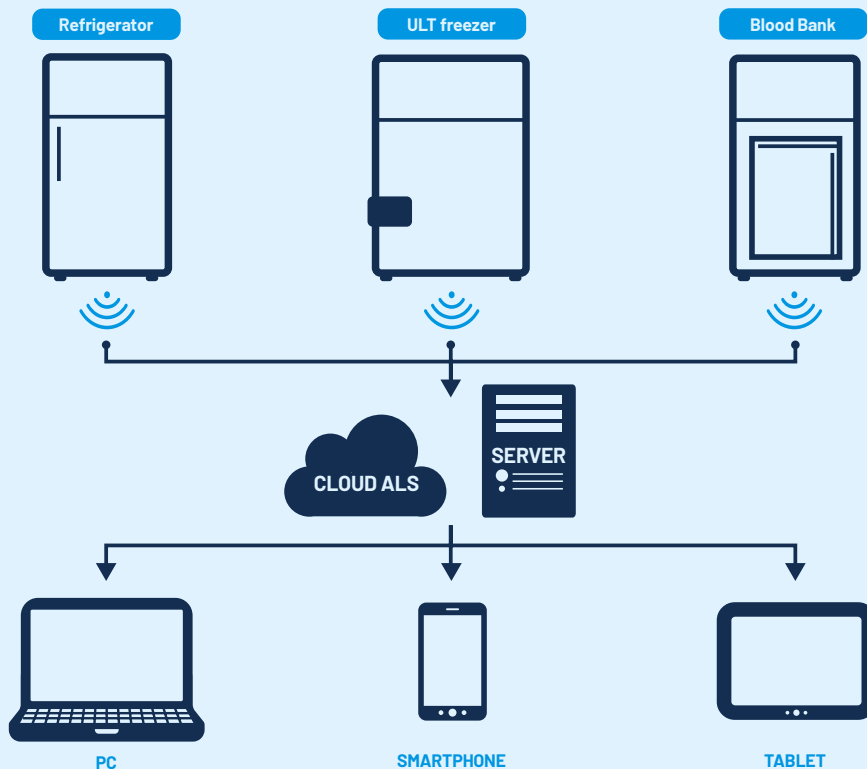 Refrigerator
ULT freezer
Blood Bank
CLOUD ALS
SERVER
PC
SMARTPHONE
TABLET